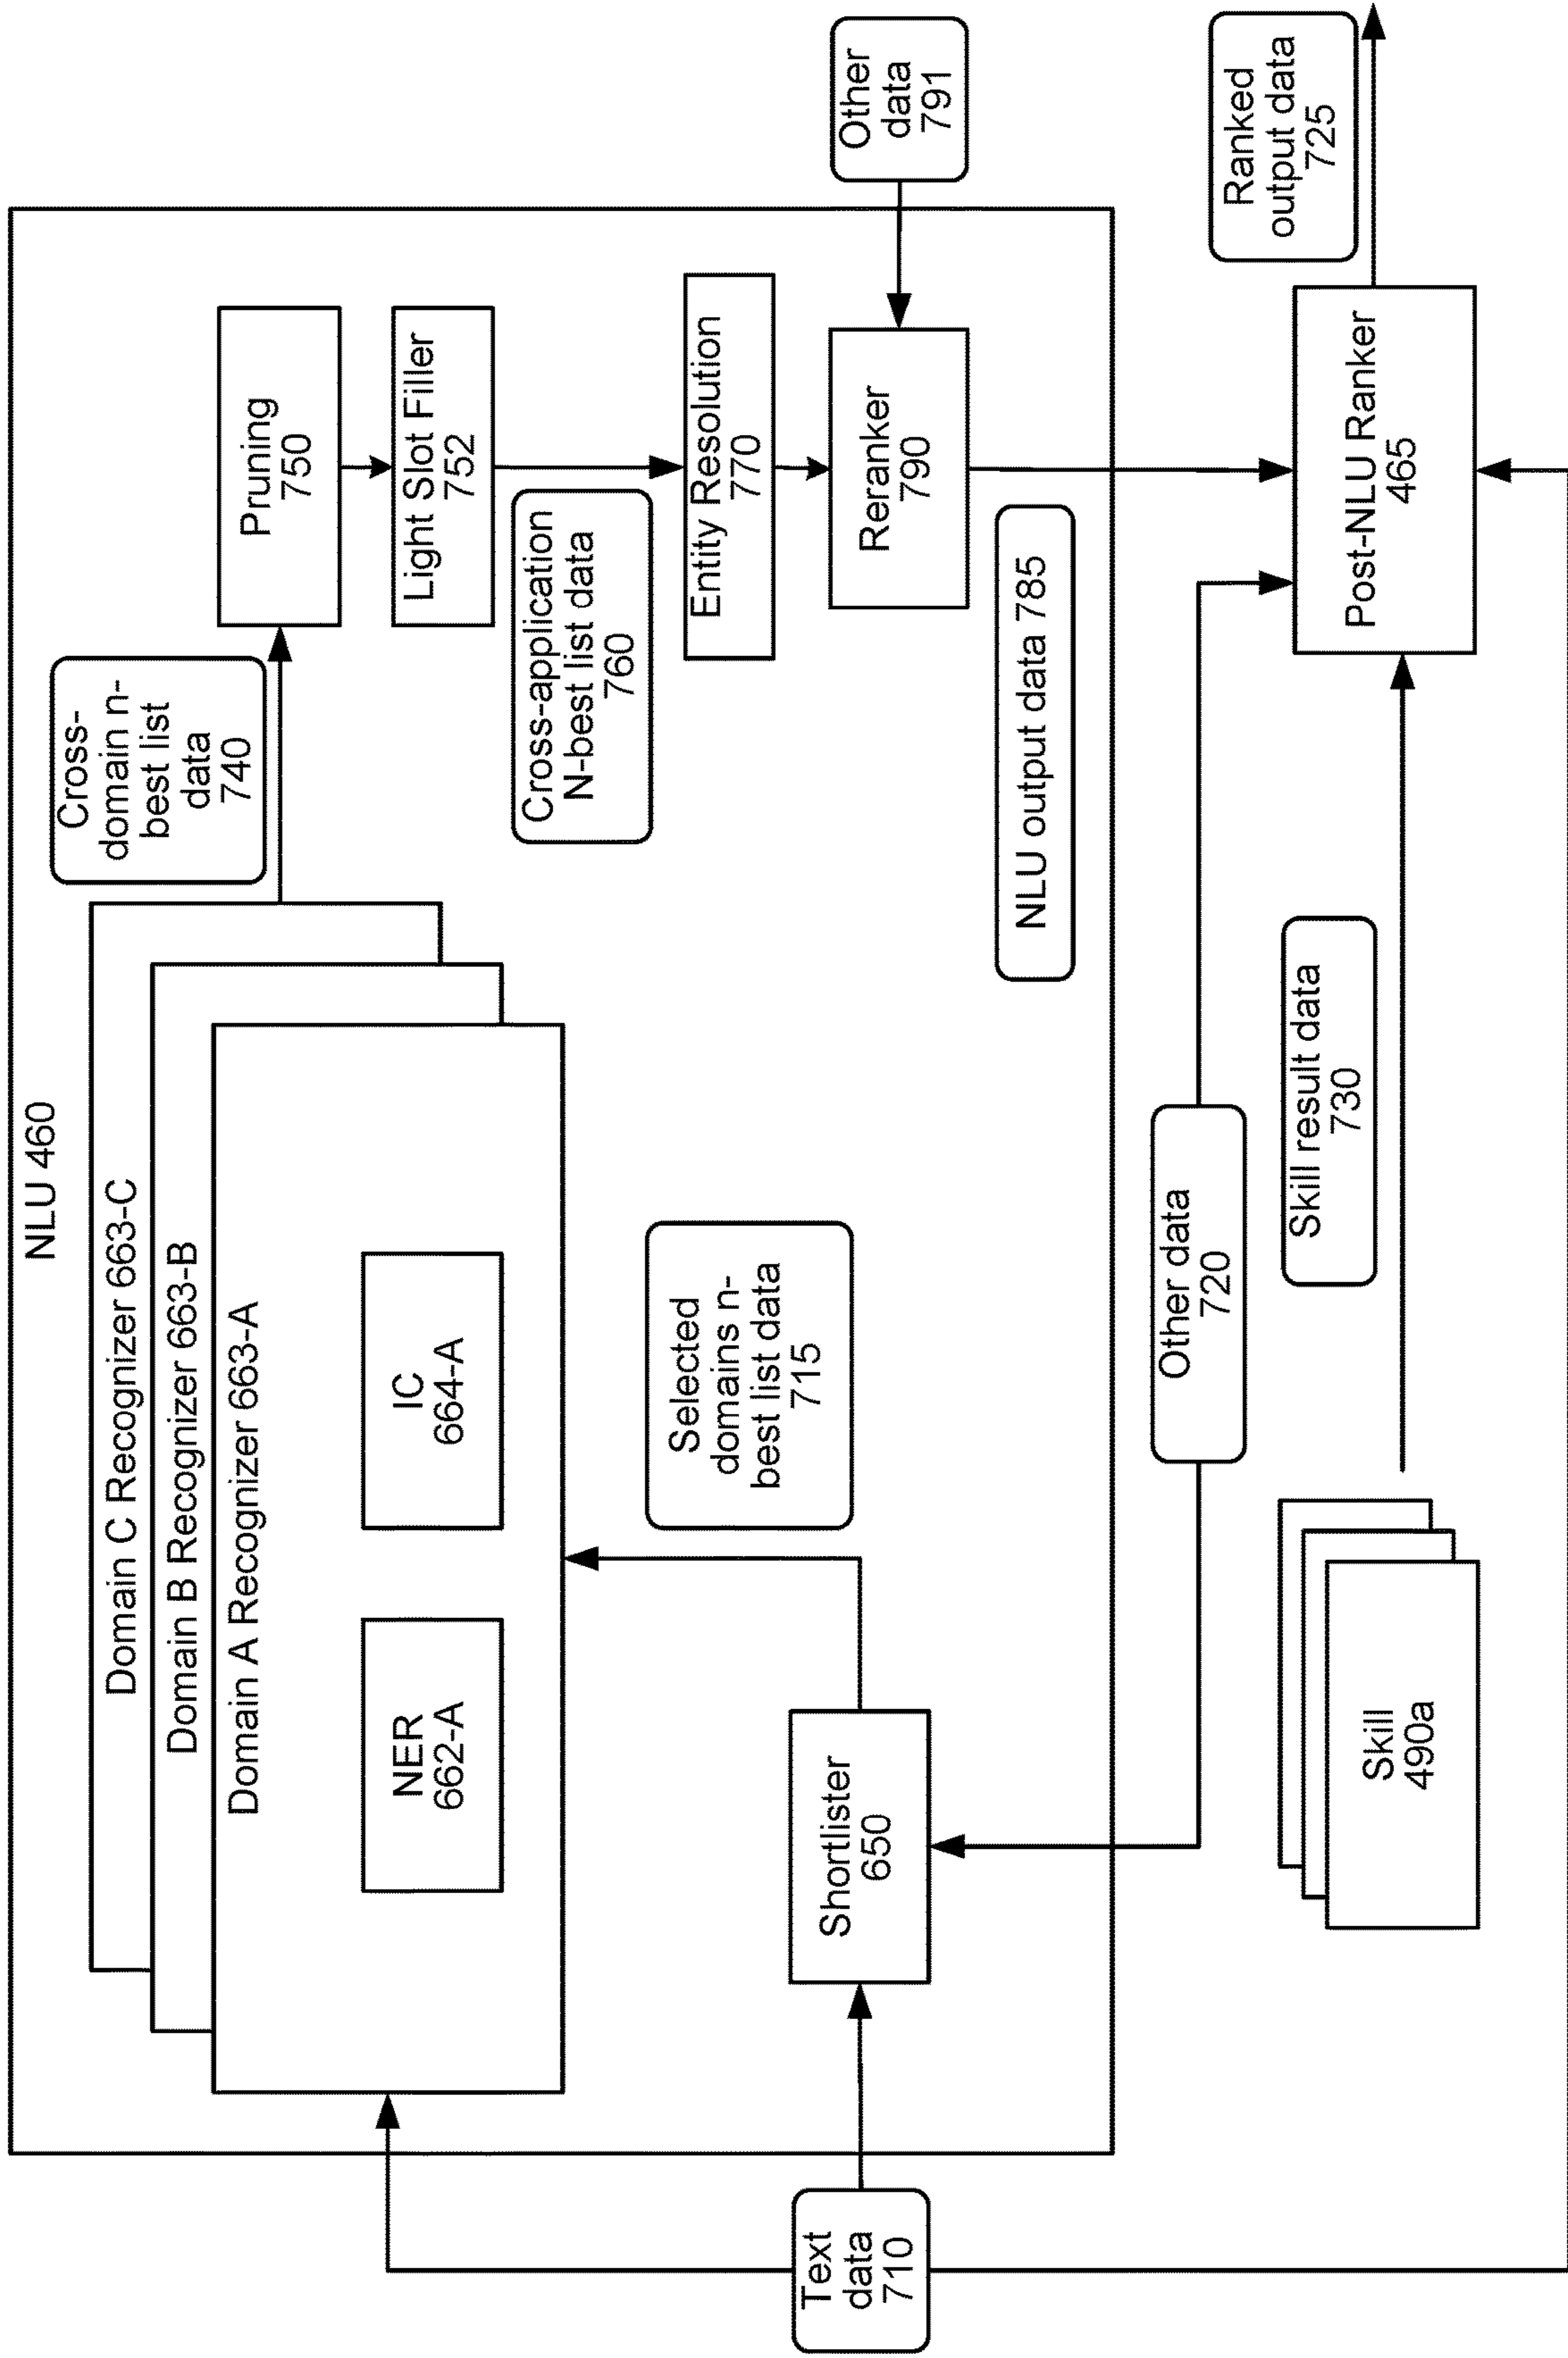 NLU 460
Domain C Recognizer 663-C
Domain B Recognizer 663-B
Domain A Recognizer 663-A
NER
662-A
IC
664-A
Cross-
domain n-
best list
data
740
Pruning
750
Light Slot Filler
752
Cross-application
N-best list data
760
Entity Resolution
770
Reranker
790
Other
data
791
Selected
domains n-
best list data
715
Shortlister
650
Text
data
710
NLU output data 785
Other data
720
Skill result data
730
Skill
490a
Post-NLU Ranker
465
Ranked
output data
725